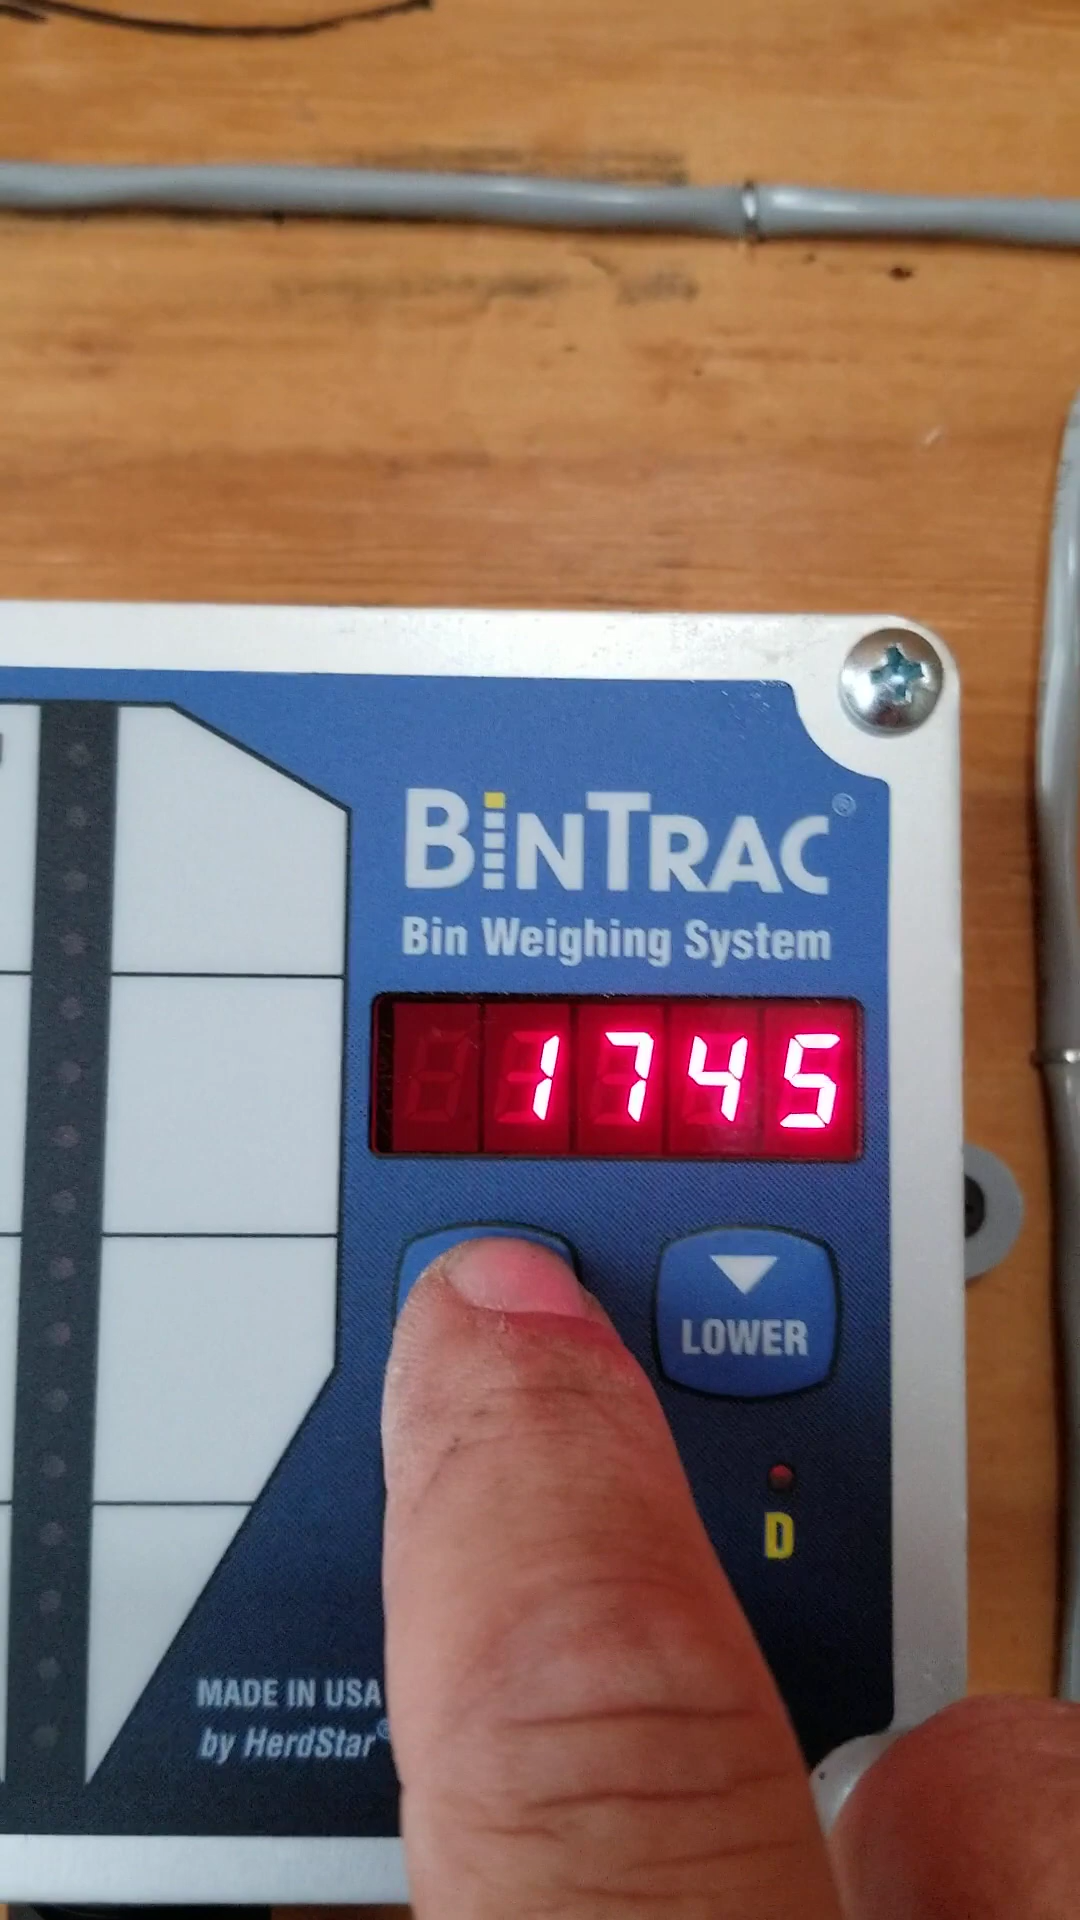 BINTRAC®
Bin Weighing System
1745
LOWER
D
MADE IN USA
by HerdStar®